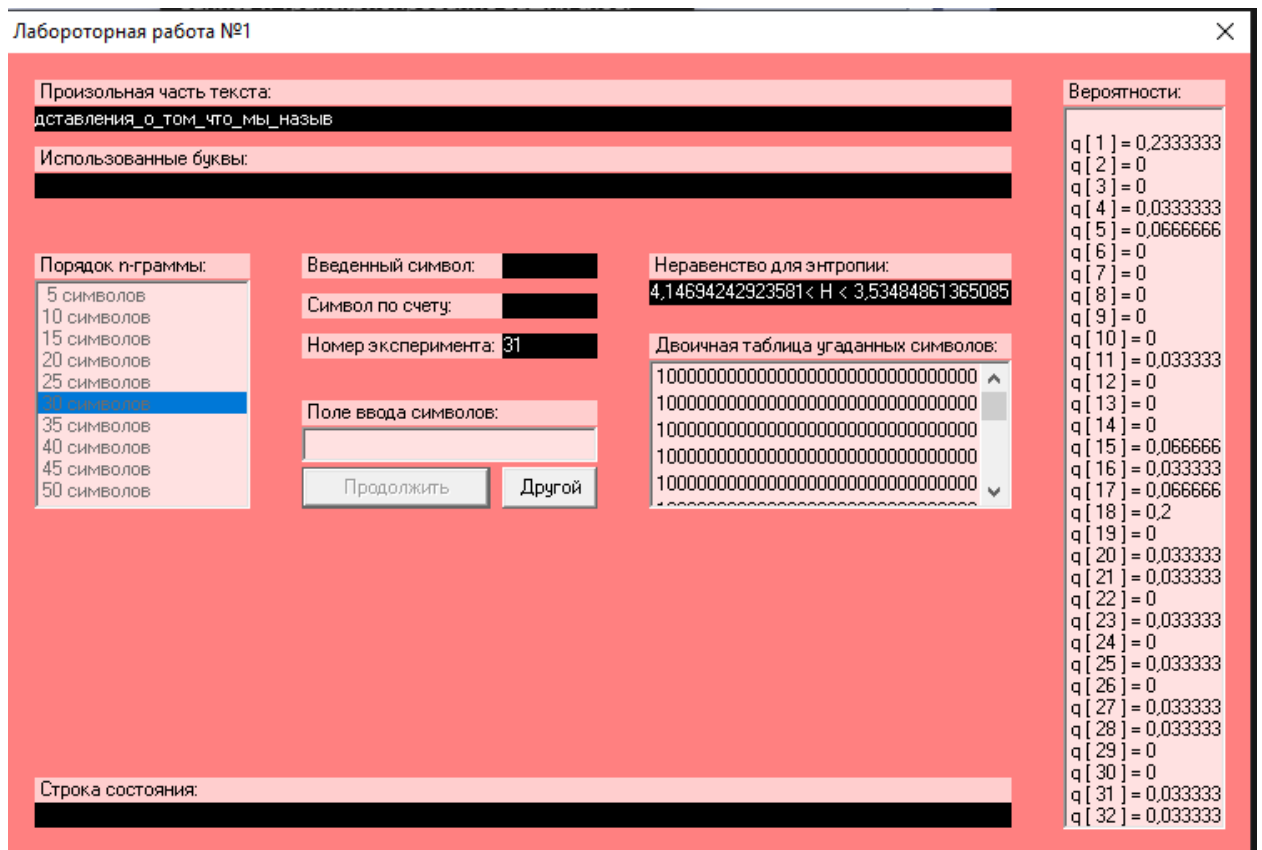 Лабороторная работа №1
Произольная часть текста:
дставления_о_том_что_мы_назыв
Использованные буквы:
Порядок n-граммы:
5 символов
10 символов
15 символов
20 символов
25 символов
30 символов
35 символов
40 символов
45 символов
50 символов
Введенный символ:
Символ по счету:
Номер эксперимента: 31
Поле ввода символов:
Продолжить
Другой
Неравенство для энтропии:
4,14694242923581< H < 3,53484861365085
Двоичная таблица угаданных символов:
10000000000000000000000000000000
10000000000000000000000000000000
10000000000000000000000000000000
10000000000000000000000000000000
10000000000000000000000000000000
Строка состояния:
Вероятности:
q [ 1 ] = 0,2333333
q [ 2 ] = 0
q [ 3 ] = 0
q [ 4 ] = 0,0333333
q [ 5 ] = 0,0666666
q [ 6 ] = 0
q [ 7 ] = 0
q [ 8 ] = 0
q [ 9 ] = 0
q [ 10 ] = 0
q [ 11 ] = 0,033333
q [ 12 ] = 0
q [ 13 ] = 0
q [ 14 ] = 0
q [ 15 ] = 0,066666
q [ 16 ] = 0,033333
q [ 17 ] = 0,066666
q [ 18 ] = 0,2
q [ 19 ] = 0
q [ 20 ] = 0,033333
q [ 21 ] = 0,033333
q [ 22 ] = 0
q [ 23 ] = 0,033333
q [ 24 ] = 0
q [ 25 ] = 0,033333
q [ 26 ] = 0
q [ 27 ] = 0,033333
q [ 28 ] = 0,033333
q [ 29 ] = 0
q [ 30 ] = 0
q [ 31 ] = 0,033333
q [ 32 ] = 0,033333